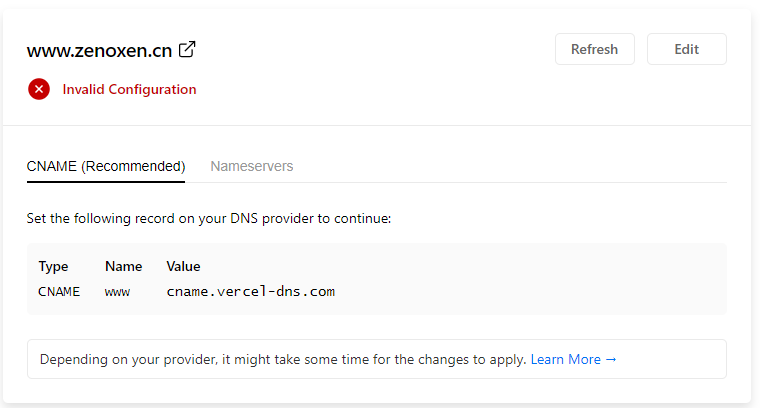 www.zenoxen.cn
Refresh
Edit
Invalid Configuration
CNAME (Recommended)
Nameservers
Set the following record on your DNS provider to continue:
Type Name Value
CNAME www cname.vercel-dns.com
Depending on your provider, it might take some time for the changes to apply. Learn More →